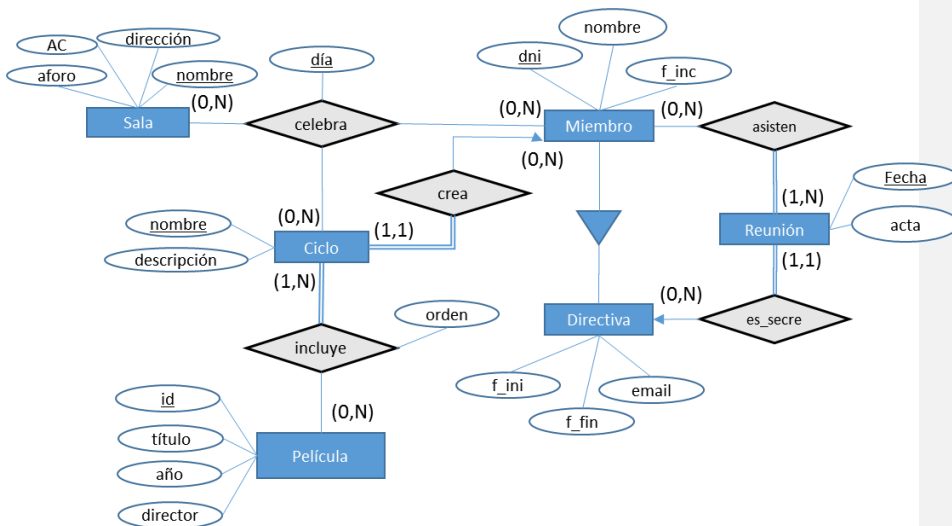 AC
dirección
aforo
nombre
Sala
(0,N)
día
celebra
dni
nombre
f_inc
(0,N)
Miembro
(0,N)
asisten
(0,N)
crea
nombre
descripción
(0,N)
Ciclo
(1,1)
(1,N)
(1,N)
Fecha
Reunión
acta
(1,1)
incluye
orden
Directiva
(0,N)
es_secre
f_ini
f_fin
email
id
título
año
director
(0,N)
Película